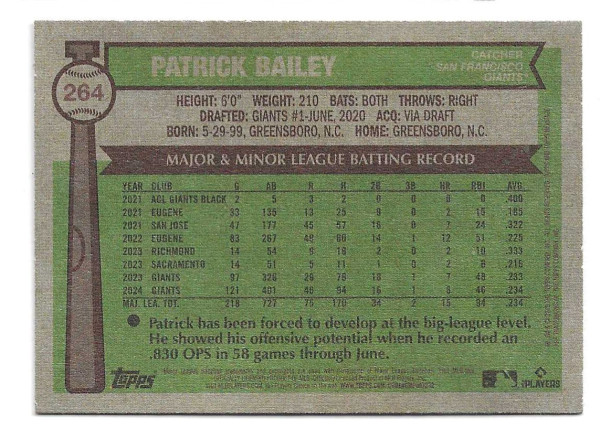 264
PATRICK BAILEY
CATCHER
SAN FRANCISCO
GIANTS™
HEIGHT: 6'0" WEIGHT: 210 BATS: BOTH THROWS: RIGHT
DRAFTED: GIANTS #1-JUNE, 2020 ACQ: VIA DRAFT
BORN: 5-29-99, GREENSBORO, N.C. HOME: GREENSBORO, N.C.
MAJOR & MINOR LEAGUE BATTING RECORD
YEAR CLUB G AB R H 2B 3B HR RBI AVG.
2021 ACL GIANTS BLACK 2 5 3 2 0 0 0 0 .400
2021 EUGENE 33 135 13 25 9 0 2 15 .185
2021 SAN JOSE 47 177 45 57 16 0 7 24 .322
2022 EUGENE 83 267 49 60 14 1 12 51 .225
2023 RICHMOND 14 54 9 18 2 0 2 10 .333
2023 SACRAMENTO 14 51 5 11 0 0 2 8 .216
2023 GIANTS 97 326 29 76 18 1 7 48 .233
2024 GIANTS 121 401 46 94 16 1 8 46 .234
MAJ. LEA. TOT. 218 727 75 170 34 2 15 94 .234
Patrick has been forced to develop at the big-league level.
He showed his offensive potential when he recorded an
.830 OPS in 58 games through June.
Topps
PLAYERS